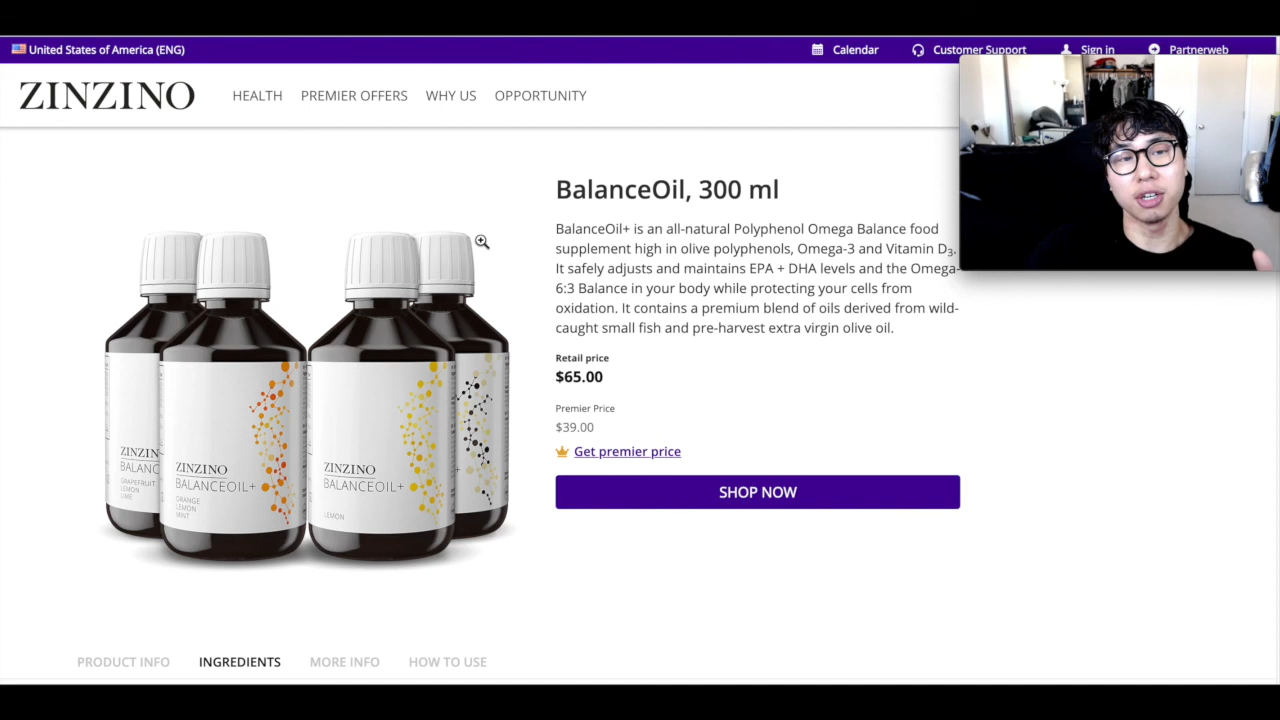 United States of America (ENG)
Calendar
Customer Support
Sign in
Partnerweb
ZINZINO
HEALTH
PREMIER OFFERS
WHY US
OPPORTUNITY
BalanceOil, 300 ml
BalanceOil+ is an all-natural Polyphenol Omega Balance food
supplement high in olive polyphenols, Omega-3 and Vitamin D3.
It safely adjusts and maintains EPA + DHA levels and the Omega-
6:3 Balance in your body while protecting your cells from
oxidation. It contains a premium blend of oils derived from wild-
caught small fish and pre-harvest extra virgin olive oil.
Retail price
$65.00
Premier Price
$39.00
Get premier price
SHOP NOW
ZINZIN
BALANC
GRAPEFRUIT
LEMON
LIME
ZINZINO
BALANCEOIL+
ORANGE
LEMON
MINT
ZINZINO
BALANCEOIL+
LEMON
+
PRODUCT INFO
INGREDIENTS
MORE INFO
HOW TO USE